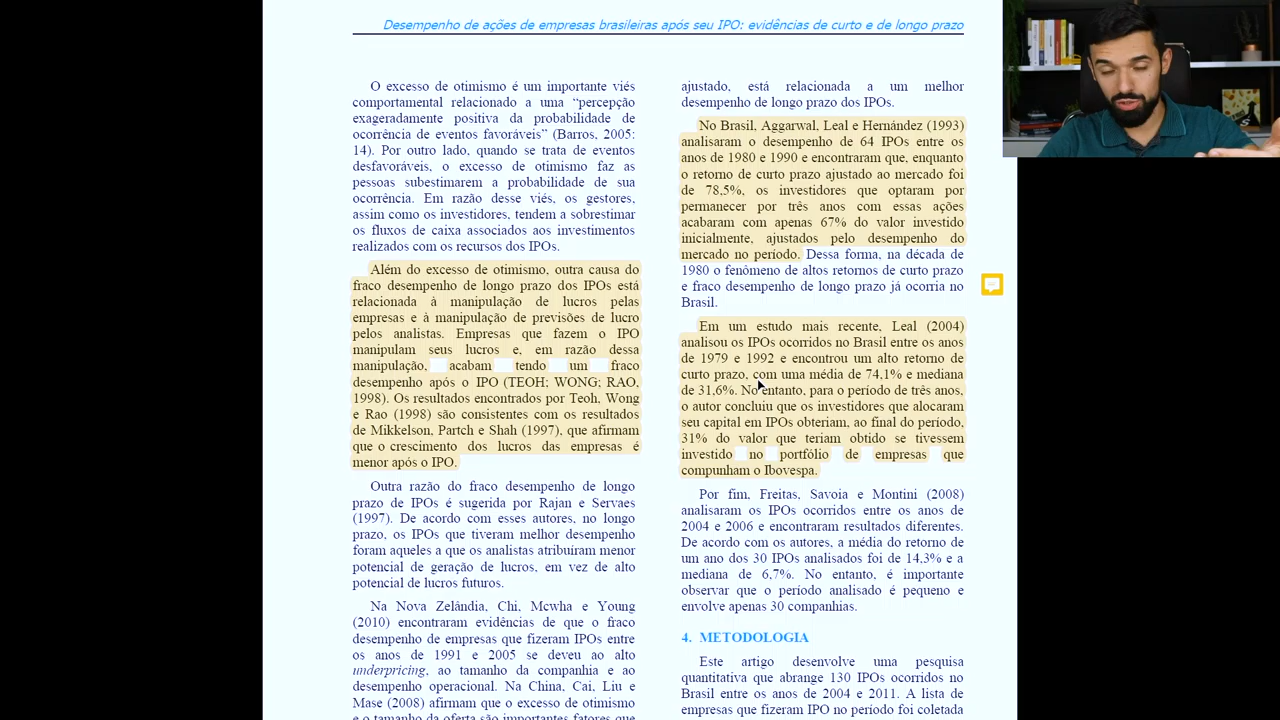 Desempenho de ações de empresas brasileiras após seu IPO: evidências de curto e de longo prazo
O excesso de otimismo é um importante viés
comportamental relacionado a uma “percepção
exageradamente positiva da probabilidade de
ocorrência de eventos favoráveis” (Barros, 2005:
14). Por outro lado, quando se trata de eventos
desfavoráveis, o excesso de otimismo faz as
pessoas subestimarem a probabilidade de sua
ocorrência. Em razão desse viés, os gestores,
assim como os investidores, tendem a sobrestimar
os fluxos de caixa associados aos investimentos
realizados com os recursos dos IPOs.
Além do excesso de otimismo, outra causa do
fraco desempenho de longo prazo dos IPOs está
relacionada à manipulação de lucros pelas
empresas e à manipulação de previsões de lucro
pelos analistas. Empresas que fazem o IPO
manipulam seus lucros e, em razão dessa
manipulação, acabam tendo um fraco
desempenho após o IPO (TEOH; WONG; RAO,
1998). Os resultados encontrados por Teoh, Wong
e Rao (1998) são consistentes com os resultados
de Mikkelson, Partch e Shah (1997), que afirmam
que o crescimento dos lucros das empresas é
menor após o IPO.
Outra razão do fraco desempenho de longo
prazo de IPOs é sugerida por Rajan e Servaes
(1997). De acordo com esses autores, no longo
prazo, os IPOs que tiveram melhor desempenho
foram aqueles a que os analistas atribuíram menor
potencial de geração de lucros, em vez de alto
potencial de lucros futuros.
Na Nova Zelândia, Chi, Mcwha e Young
(2010) encontraram evidências de que o fraco
desempenho de empresas que fizeram IPOs entre
os anos de 1991 e 2005 se deveu ao alto
underpricing, ao tamanho da companhia e ao
desempenho operacional. Na China, Cai, Liu e
Mase (2008) afirmam que o excesso de otimismo
e o tamanho da oferta são importantes fatores que
ajustado, está relacionada a um melhor
desempenho de longo prazo dos IPOs.
No Brasil, Aggarwal, Leal e Hernández (1993)
analisaram o desempenho de 64 IPOs entre os
anos de 1980 e 1990 e encontraram que, enquanto
o retorno de curto prazo ajustado ao mercado foi
de 78,5%, os investidores que optaram por
permanecer por três anos com essas ações
acabaram com apenas 67% do valor investido
inicialmente, ajustados pelo desempenho do
mercado no período. Dessa forma, na década de
1980 o fenômeno de altos retornos de curto prazo
e fraco desempenho de longo prazo já ocorria no
Brasil.
Em um estudo mais recente, Leal (2004)
analisou os IPOs ocorridos no Brasil entre os anos
de 1979 e 1992 e encontrou um alto retorno de
curto prazo, com uma média de 74,1% e mediana
de 31,6%. No entanto, para o período de três anos,
o autor concluiu que os investidores que alocaram
seu capital em IPOs obteriam, ao final do período,
31% do valor que teriam obtido se tivessem
investido no portfólio de empresas que
compunham o Ibovespa.
Por fim, Freitas, Savoia e Montini (2008)
analisaram os IPOs ocorridos entre os anos de
2004 e 2006 e encontraram resultados diferentes.
De acordo com os autores, a média do retorno de
um ano dos 30 IPOs analisados foi de 14,3% e a
mediana de 6,7%. No entanto, é importante
observar que o período analisado é pequeno e
envolve apenas 30 companhias.
4. METODOLOGIA
Este artigo desenvolve uma pesquisa
quantitativa que abrange 130 IPOs ocorridos no
Brasil entre os anos de 2004 e 2011. A lista de
empresas que fizeram IPO no período foi coletada